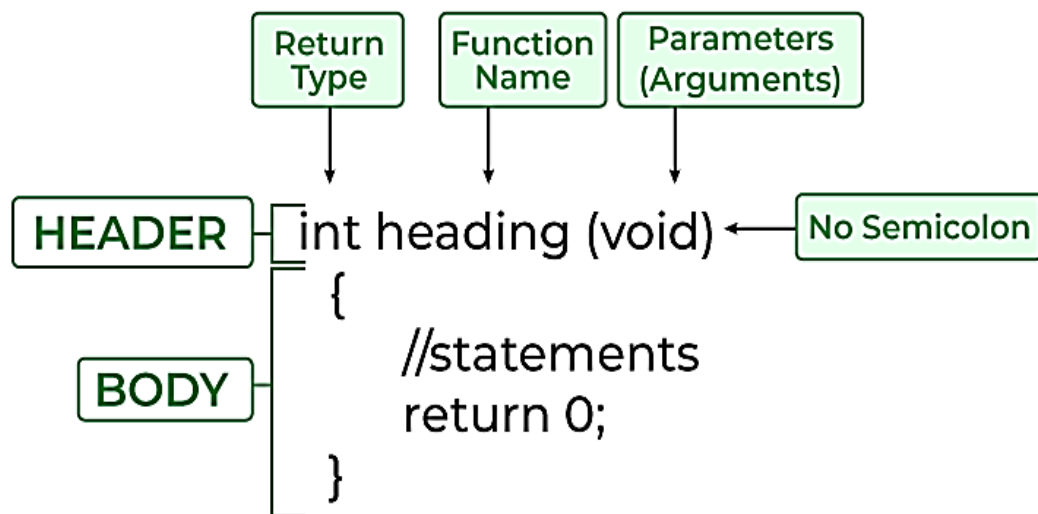 Return
Type
Function
Name
Parameters
(Arguments)
HEADER
int heading (void)
No Semicolon
{
//statements
return 0;
}
BODY